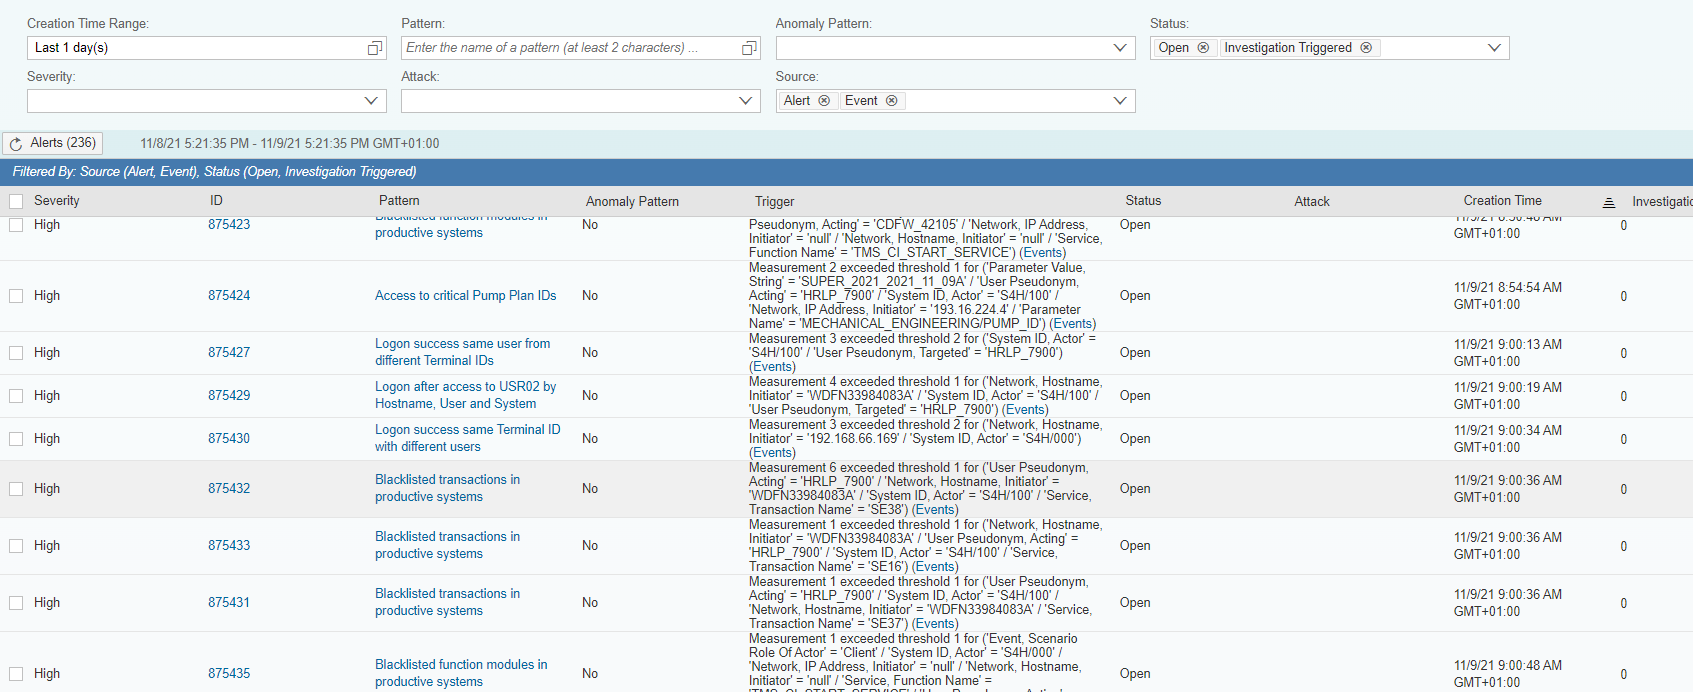 Creation Time Range:
Pattern:
Anomaly Pattern:
Status:
Last 1 day(s)
Enter the name of a pattern (at least 2 characters) ...
Open
Investigation Triggered
Severity:
Attack:
Source:
Alert
Event
Alerts (236)
11/8/21 5:21:35 PM - 11/9/21 5:21:35 PM GMT+01:00
Filtered By: Source (Alert, Event), Status (Open, Investigation Triggered)
Severity
ID
Pattern
Anomaly Pattern
Trigger
Status
Attack
Creation Time
Investigatio
High
875423
Blacklisted function modules in
productive systems
No
Pseudonym, Acting' = 'CDFW_42105' / 'Network, IP Address,
Initiator' = 'null' / 'Network, Hostname, Initiator' = 'null' / 'Service,
Function Name' = 'TMS_CI_START_SERVICE') (Events)
Open
GMT+01:00
0
High
875424
Access to critical Pump Plan IDs
No
Measurement 2 exceeded threshold 1 for ('Parameter Value,
String' = 'SUPER_2021_2021_11_09A' / 'User Pseudonym,
Acting' = 'HRLP_7900' / 'System ID, Actor' = 'S4H/100' /
'Network, IP Address, Initiator' = '193.16.224.4' / 'Parameter
Name' = 'MECHANICAL_ENGINEERING/PUMP_ID') (Events)
Open
11/9/21 8:54:54 AM
GMT+01:00
0
High
875427
Logon success same user from
different Terminal IDs
No
Measurement 3 exceeded threshold 2 for ('System ID, Actor' =
'S4H/100' / 'User Pseudonym, Targeted' = 'HRLP_7900')
(Events)
Open
11/9/21 9:00:13 AM
GMT+01:00
0
High
875429
Logon after access to USR02 by
Hostname, User and System
No
Measurement 4 exceeded threshold 1 for ('Network, Hostname,
Initiator' = 'WDFN33984083A' / 'System ID, Actor' = 'S4H/100' /
'User Pseudonym, Targeted' = 'HRLP_7900') (Events)
Open
11/9/21 9:00:19 AM
GMT+01:00
0
High
875430
Logon success same Terminal ID
with different users
No
Measurement 3 exceeded threshold 2 for ('Network, Hostname,
Initiator' = '192.168.66.169' / 'System ID, Actor' = 'S4H/000')
(Events)
Open
11/9/21 9:00:34 AM
GMT+01:00
0
High
875432
Blacklisted transactions in
productive systems
No
Measurement 6 exceeded threshold 1 for ('User Pseudonym,
Acting' = 'HRLP_7900' / 'Network, Hostname, Initiator' =
'WDFN33984083A' / 'System ID, Actor' = 'S4H/100' / 'Service,
Transaction Name' = 'SE38') (Events)
Open
11/9/21 9:00:36 AM
GMT+01:00
0
High
875433
Blacklisted transactions in
productive systems
No
Measurement 1 exceeded threshold 1 for ('Network, Hostname,
Initiator' = 'WDFN33984083A' / 'User Pseudonym, Acting' =
'HRLP_7900' / 'System ID, Actor' = 'S4H/100' / 'Service,
Transaction Name' = 'SE16') (Events)
Open
11/9/21 9:00:36 AM
GMT+01:00
0
High
875431
Blacklisted transactions in
productive systems
No
Measurement 1 exceeded threshold 1 for ('User Pseudonym,
Acting' = 'HRLP_7900' / 'System ID, Actor' = 'S4H/100' /
'Network, Hostname, Initiator' = 'WDFN33984083A' / 'Service,
Transaction Name' = 'SE37') (Events)
Open
11/9/21 9:00:36 AM
GMT+01:00
0
High
875435
Blacklisted function modules in
productive systems
No
Measurement 1 exceeded threshold 1 for ('Event, Scenario
Role Of Actor' = 'Client' / 'System ID, Actor' = 'S4H/000' /
'Network, IP Address, Initiator' = 'null' / 'Network, Hostname,
Initiator' = 'null' / 'Service, Function Name' =
Open
11/9/21 9:00:48 AM
GMT+01:00
0